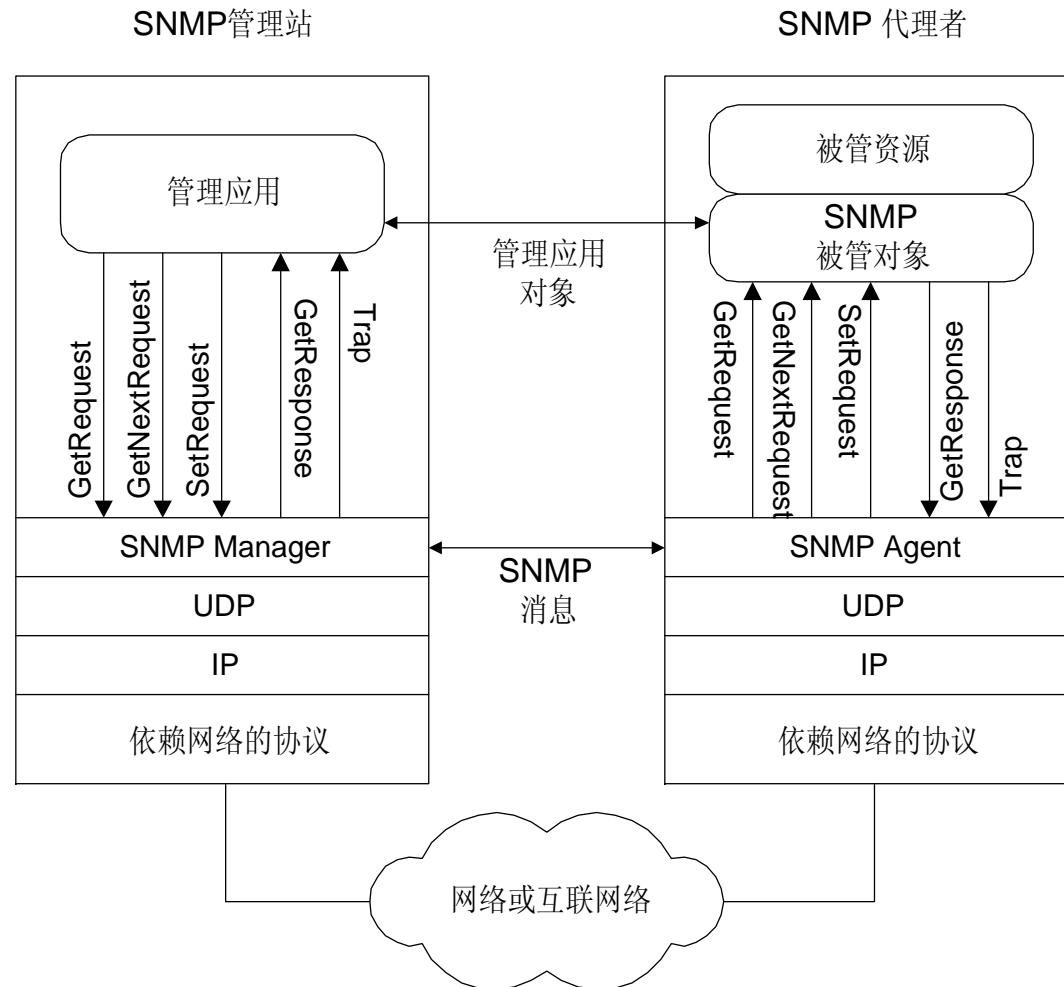 SNMP管理站
SNMP 代理者
管理应用
被管资源
SNMP
被管对象
管理应用
对象
GetRequest
GetNextRequest
SetRequest
GetResponse
Trap
GetRequest
GetNextRequest
SetRequest
GetResponse
Trap
SNMP Manager
SNMP Agent
SNMP
消息
UDP
UDP
IP
IP
依赖网络的协议
依赖网络的协议
网络或互联网络